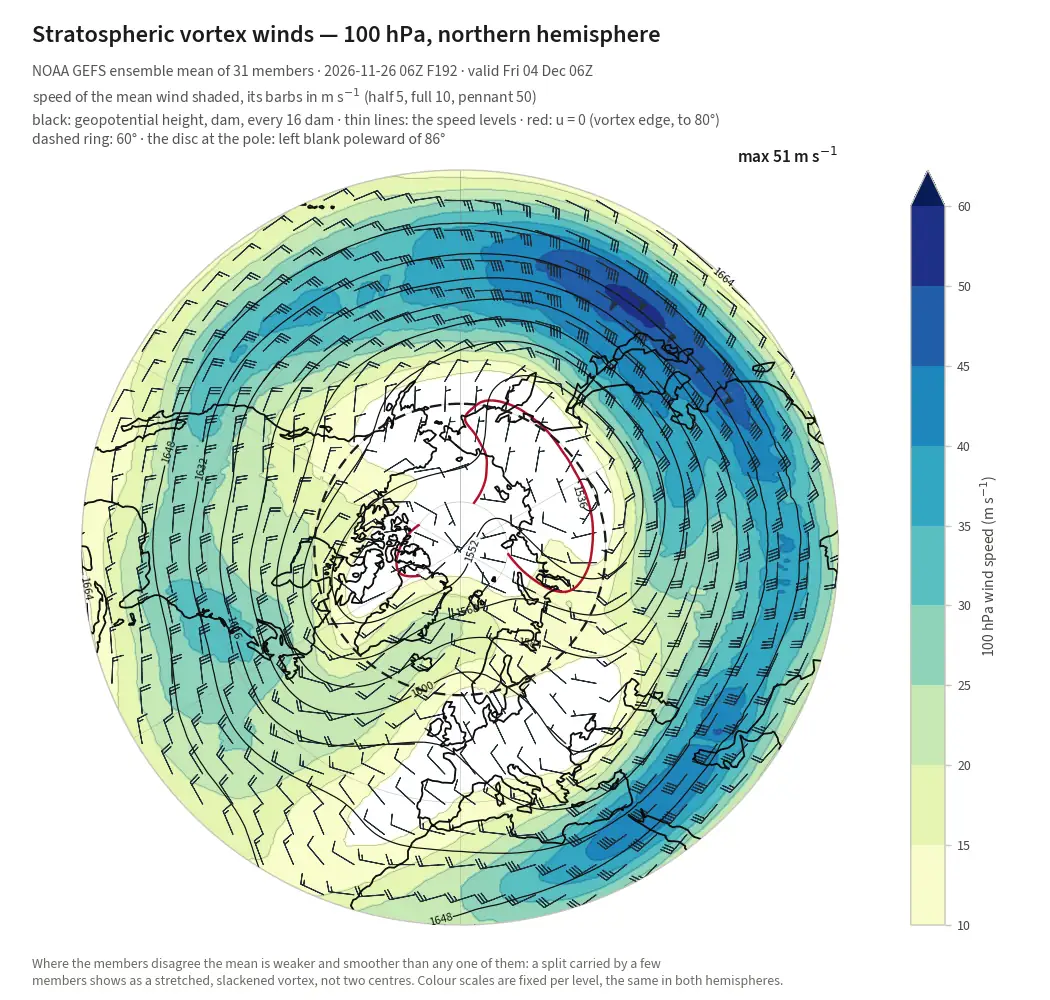 Stratospheric vortex winds — 100 hPa, northern hemisphere
NOAA GEFS ensemble mean of 31 members · 2026-11-26 06Z F192 · valid Fri 04 Dec 06Z
speed of the mean wind shaded, its barbs in m s⁻¹ (half 5, full 10, pennant 50)
black: geopotential height, dam, every 16 dam · thin lines: the speed levels · red: u = 0 (vortex edge, to 80°)
dashed ring: 60° · the disc at the pole: left blank poleward of 86°
max 51 m s⁻¹
1664
1648
1632
1536
1552
1664
1600
1648
60
50
45
40
35
30
25
20
15
10
100 hPa wind speed (m s⁻¹)
Where the members disagree the mean is weaker and smoother than any one of them: a split carried by a few
members shows as a stretched, slackened vortex, not two centres. Colour scales are fixed per level, the same in both hemispheres.